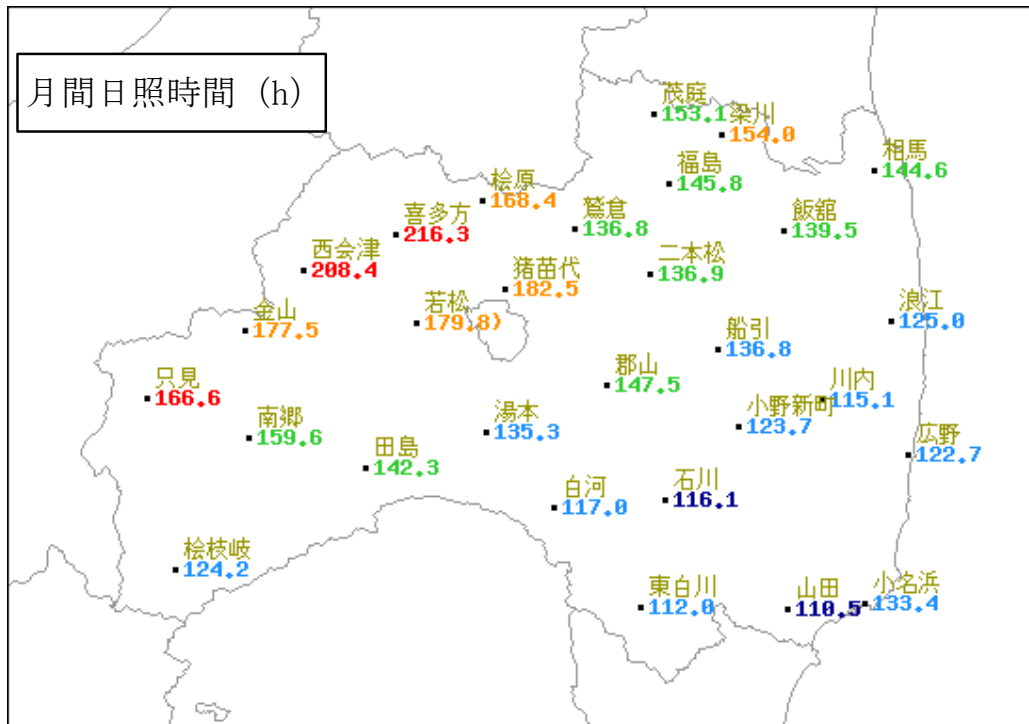 月間日照時間 (h)
茂庭
153.1
梁川
154.0
相馬
144.6
福島
145.8
桧原
168.4
鷲倉
136.8
飯舘
139.5
喜多方
216.3
西会津
208.4
二本松
136.9
猪苗代
182.5
金山
177.5
若松
179.8)
浪江
125.0
船引
136.8
只見
166.6
郡山
147.5
川内
115.1
南郷
159.6
湯本
135.3
小野新町
123.7
田島
142.3
広野
122.7
白河
117.0
石川
116.1
桧枝岐
124.2
東白川
112.0
山田
110.5
小名浜
133.4